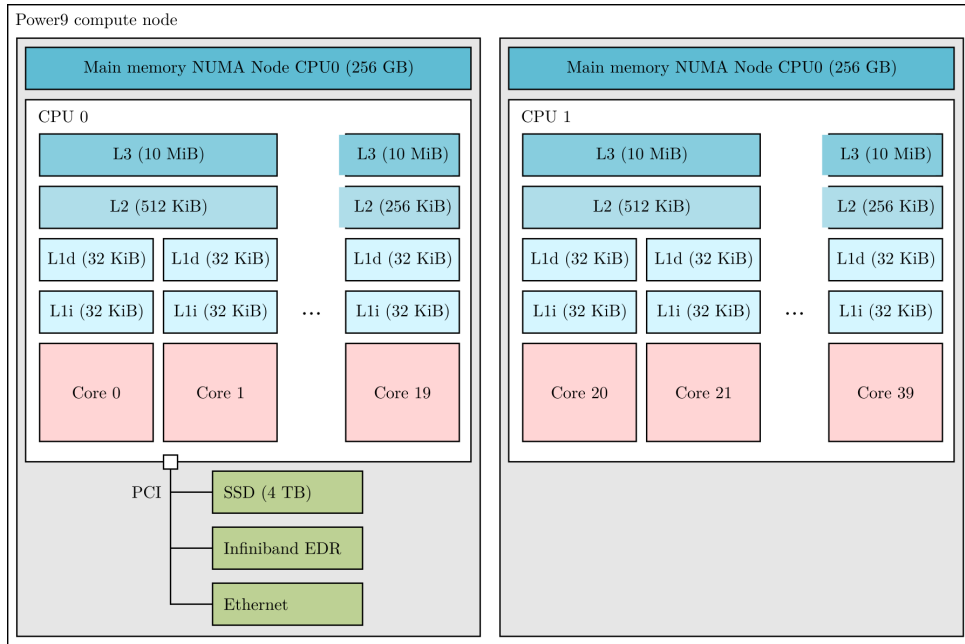 Power9 compute node
Main memory NUMA Node CPU0 (256 GB)
CPU 0
L3 (10 MiB) L3 (10 MiB)
L2 (512 KiB) L2 (256 KiB)
L1d (32 KiB) L1d (32 KiB) L1d (32 KiB)
L1i (32 KiB) L1i (32 KiB) ... L1i (32 KiB)
Core 0 Core 1 Core 19
PCI
SSD (4 TB)
Infiniband EDR
Ethernet
Main memory NUMA Node CPU0 (256 GB)
CPU 1
L3 (10 MiB) L3 (10 MiB)
L2 (512 KiB) L2 (256 KiB)
L1d (32 KiB) L1d (32 KiB) L1d (32 KiB)
L1i (32 KiB) L1i (32 KiB) ... L1i (32 KiB)
Core 20 Core 21 Core 39